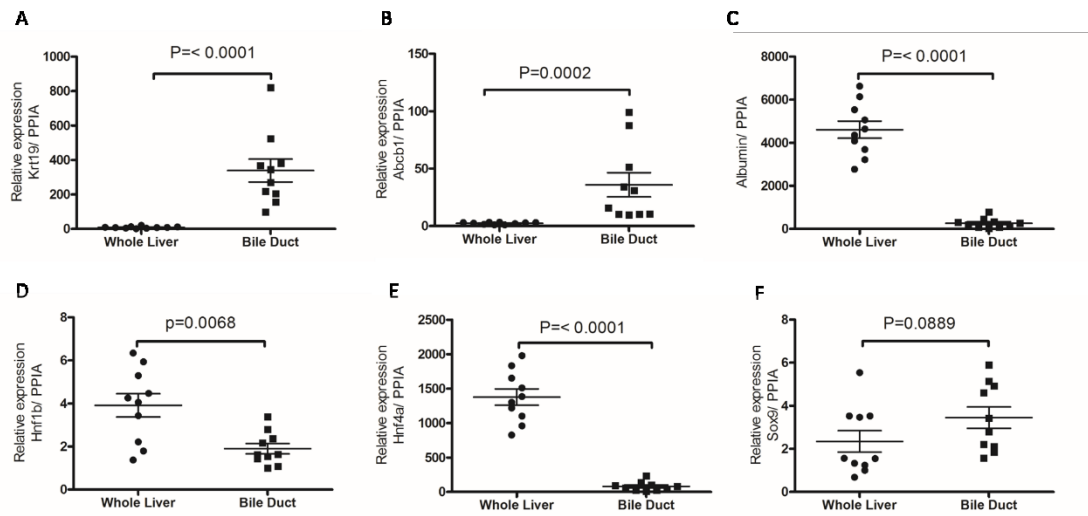 A
P=< 0.0001
Relative expression
Krt19/ PPIA
1000
800
600
400
200
0
Whole Liver
Bile Duct
B
P=0.0002
Relative expression
Abcb1/ PPIA
150
100
50
0
Whole Liver
Bile Duct
C
P=< 0.0001
Albumin/ PPIA
8000
6000
4000
2000
0
Whole Liver
Bile Duct
D
p=0.0068
Relative expression
Hnf1b/ PPIA
8
6
4
2
0
Whole Liver
Bile Duct
E
P=< 0.0001
Relative expression
Hnf4a/ PPIA
2500
2000
1500
1000
500
0
Whole Liver
Bile Duct
F
P=0.0889
Relative expression
Sox9/ PPIA
8
6
4
2
0
Whole Liver
Bile Duct